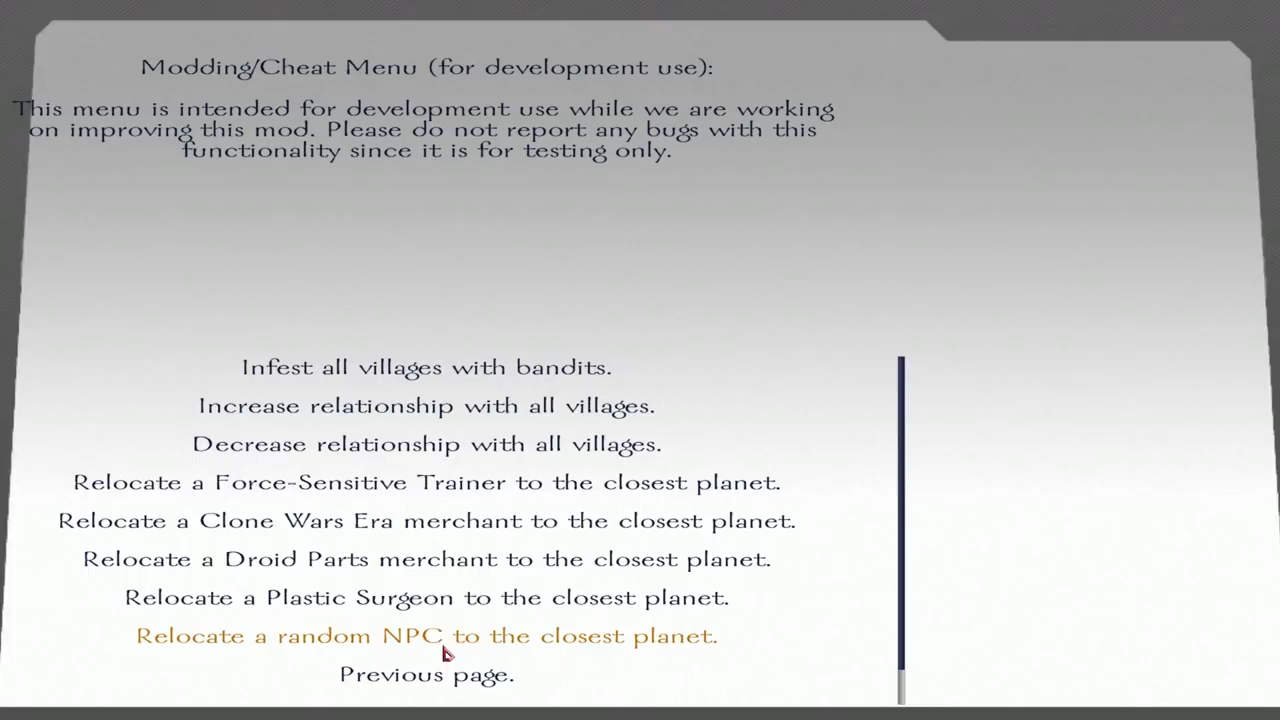 Modding/Cheat Menu (for development use):
This menu is intended for development use while we are working
on improving this mod. Please do not report any bugs with this
functionality since it is for testing only.
Infest all villages with bandits.
Increase relationship with all villages.
Decrease relationship with all villages.
Relocate a Force-Sensitive Trainer to the closest planet.
Relocate a Clone Wars Era merchant to the closest planet.
Relocate a Droid Parts merchant to the closest planet.
Relocate a Plastic Surgeon to the closest planet.
Relocate a random NPC to the closest planet.
Previous page.